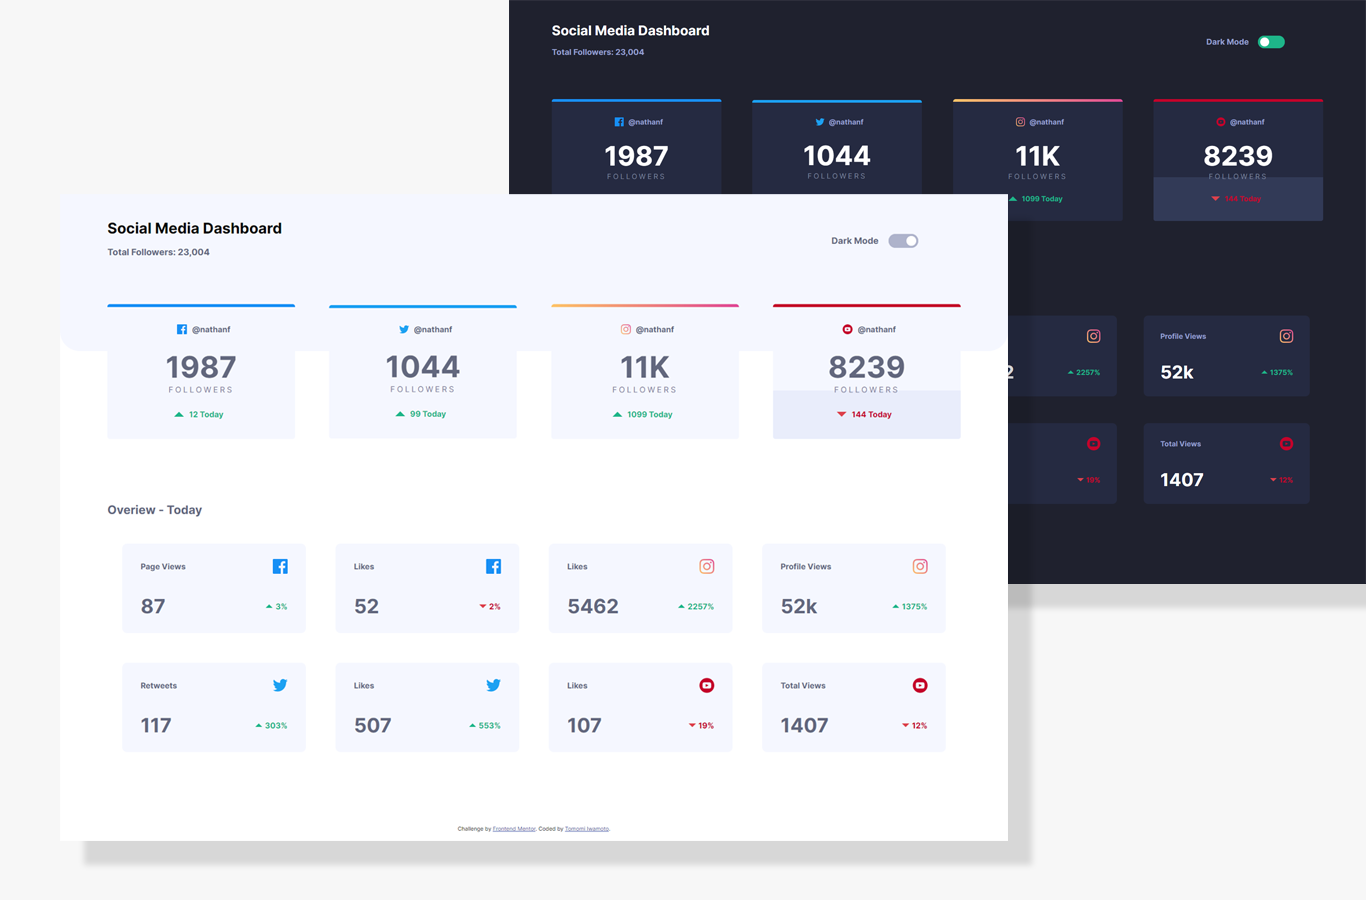 Social Media Dashboard
Total Followers: 23,004
Dark Mode
@nathanf
@nathanf
@nathanf
@nathanf
1987
1044
11K
8239
FOLLOWERS
FOLLOWERS
FOLLOWERS
FOLLOWERS
1099 Today
144 Today
2
2257%
Profile Views
52k
1375%
19%
Total Views
1407
12%
Social Media Dashboard
Total Followers: 23,004
Dark Mode
@nathanf
@nathanf
@nathanf
@nathanf
1987
1044
11K
8239
FOLLOWERS
FOLLOWERS
FOLLOWERS
FOLLOWERS
12 Today
99 Today
1099 Today
144 Today
Overiew - Today
Page Views
87
3%
Likes
52
2%
Likes
5462
2257%
Profile Views
52k
1375%
Retweets
117
303%
Likes
507
553%
Likes
107
19%
Total Views
1407
12%
Challenge by Frontend Mentor. Coded by Tomomi Iwamoto.